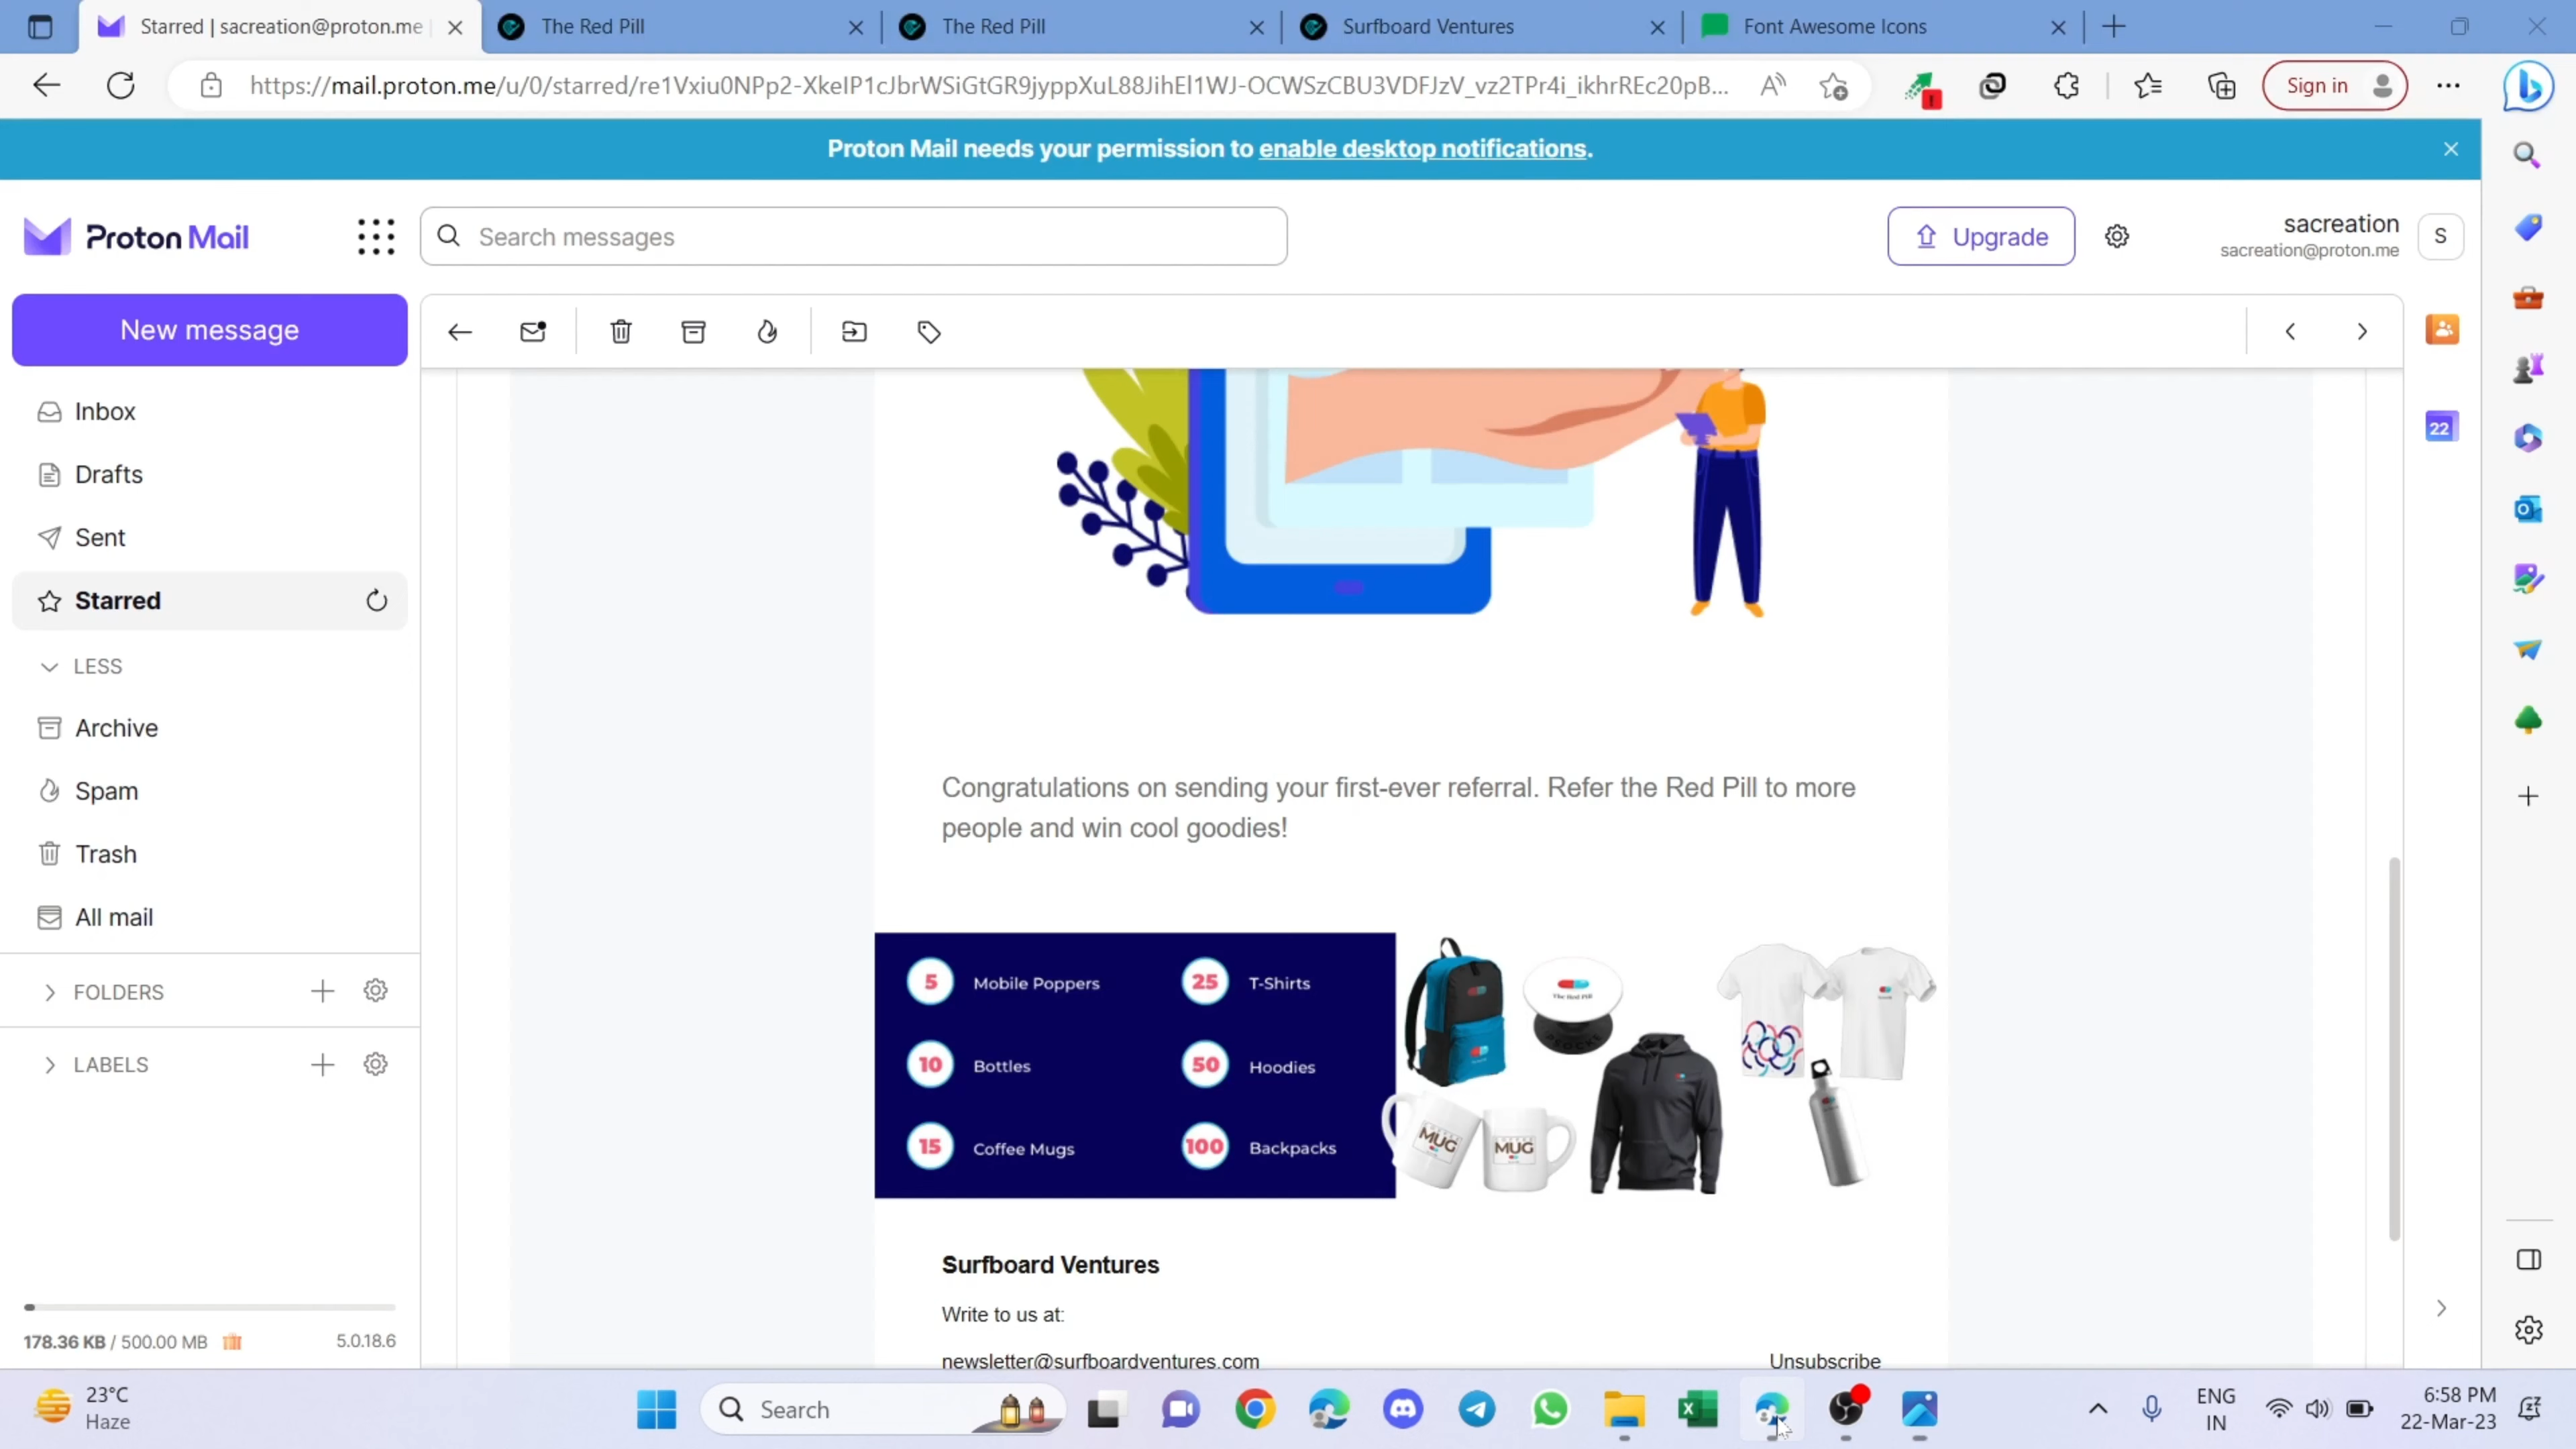 Starred | sacreation@proton.me
The Red Pill
The Red Pill
Surfboard Ventures
Font Awesome Icons
https://mail.proton.me/u/0/starred/re1Vxiu0NPp2-XkeIP1cJbrWSiGtGR9jyppXuL88JihEl1WJ-OCWSzCBU3VDFJzV_vz2TPr4i_ikhrREc20pB...
Sign in
Proton Mail needs your permission to enable desktop notifications.
Proton Mail
Search messages
Upgrade
sacreation
sacreation@proton.me
S
New message
Inbox
Drafts
Sent
Starred
LESS
Archive
Spam
Trash
All mail
FOLDERS
LABELS
178.36 KB / 500.00 MB
5.0.18.6
22
Congratulations on sending your first-ever referral. Refer the Red Pill to more
people and win cool goodies!
5 Mobile Poppers
25 T-Shirts
10 Bottles
50 Hoodies
15 Coffee Mugs
100 Backpacks
The Red Pill
MUG
MUG
Surfboard Ventures
Write to us at:
newsletter@surfboardventures.com
Unsubscribe
23°C
Haze
Search
ENG
IN
6:58 PM
22-Mar-23